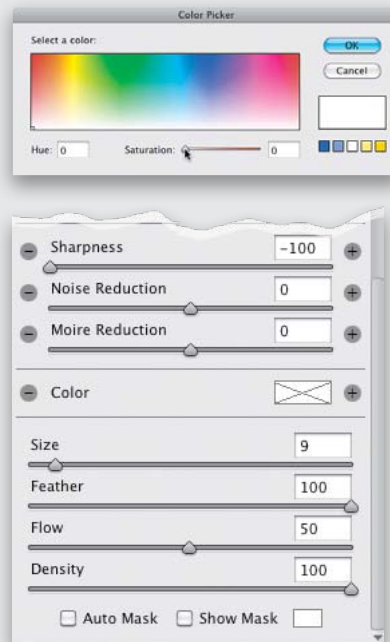 Color Picker
Select a color:
OK
Cancel
Hue: 0 Saturation: 0
Sharpness -100
Noise Reduction 0
Moire Reduction 0
Color
Size 9
Feather 100
Flow 50
Density 100
Auto Mask Show Mask